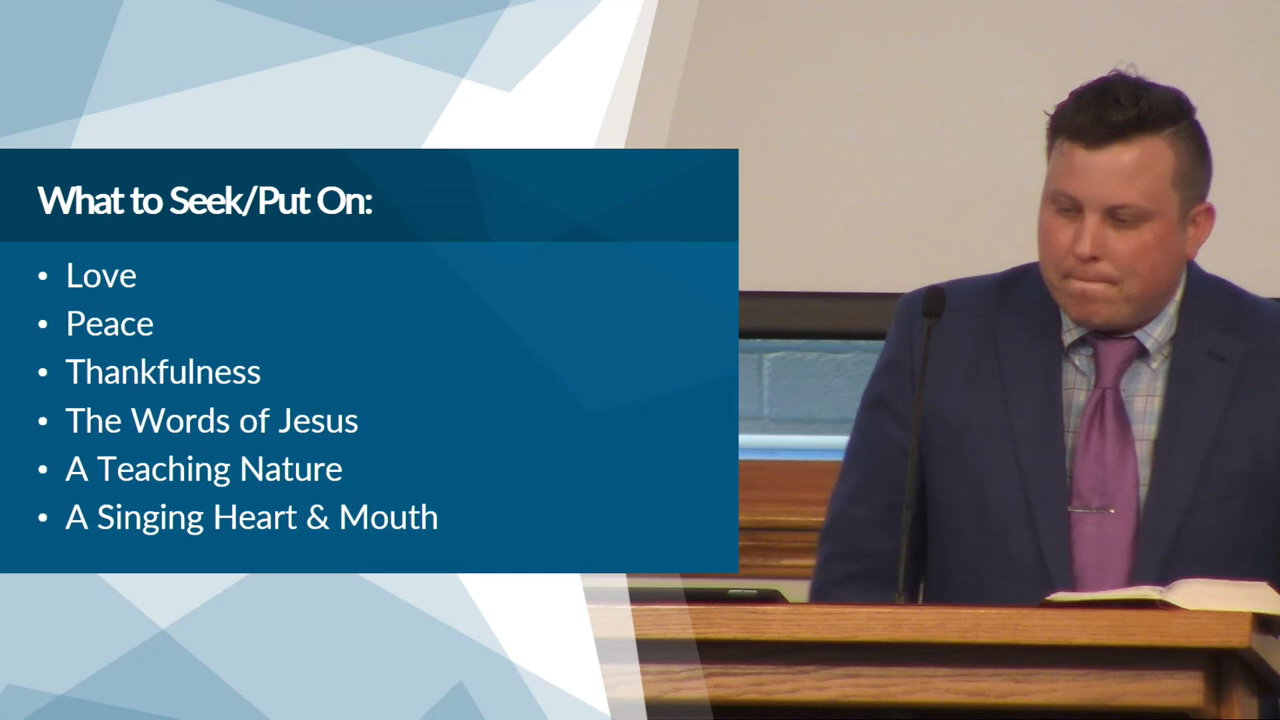 What to Seek/Put On:
• Love
• Peace
• Thankfulness
• The Words of Jesus
• A Teaching Nature
• A Singing Heart & Mouth